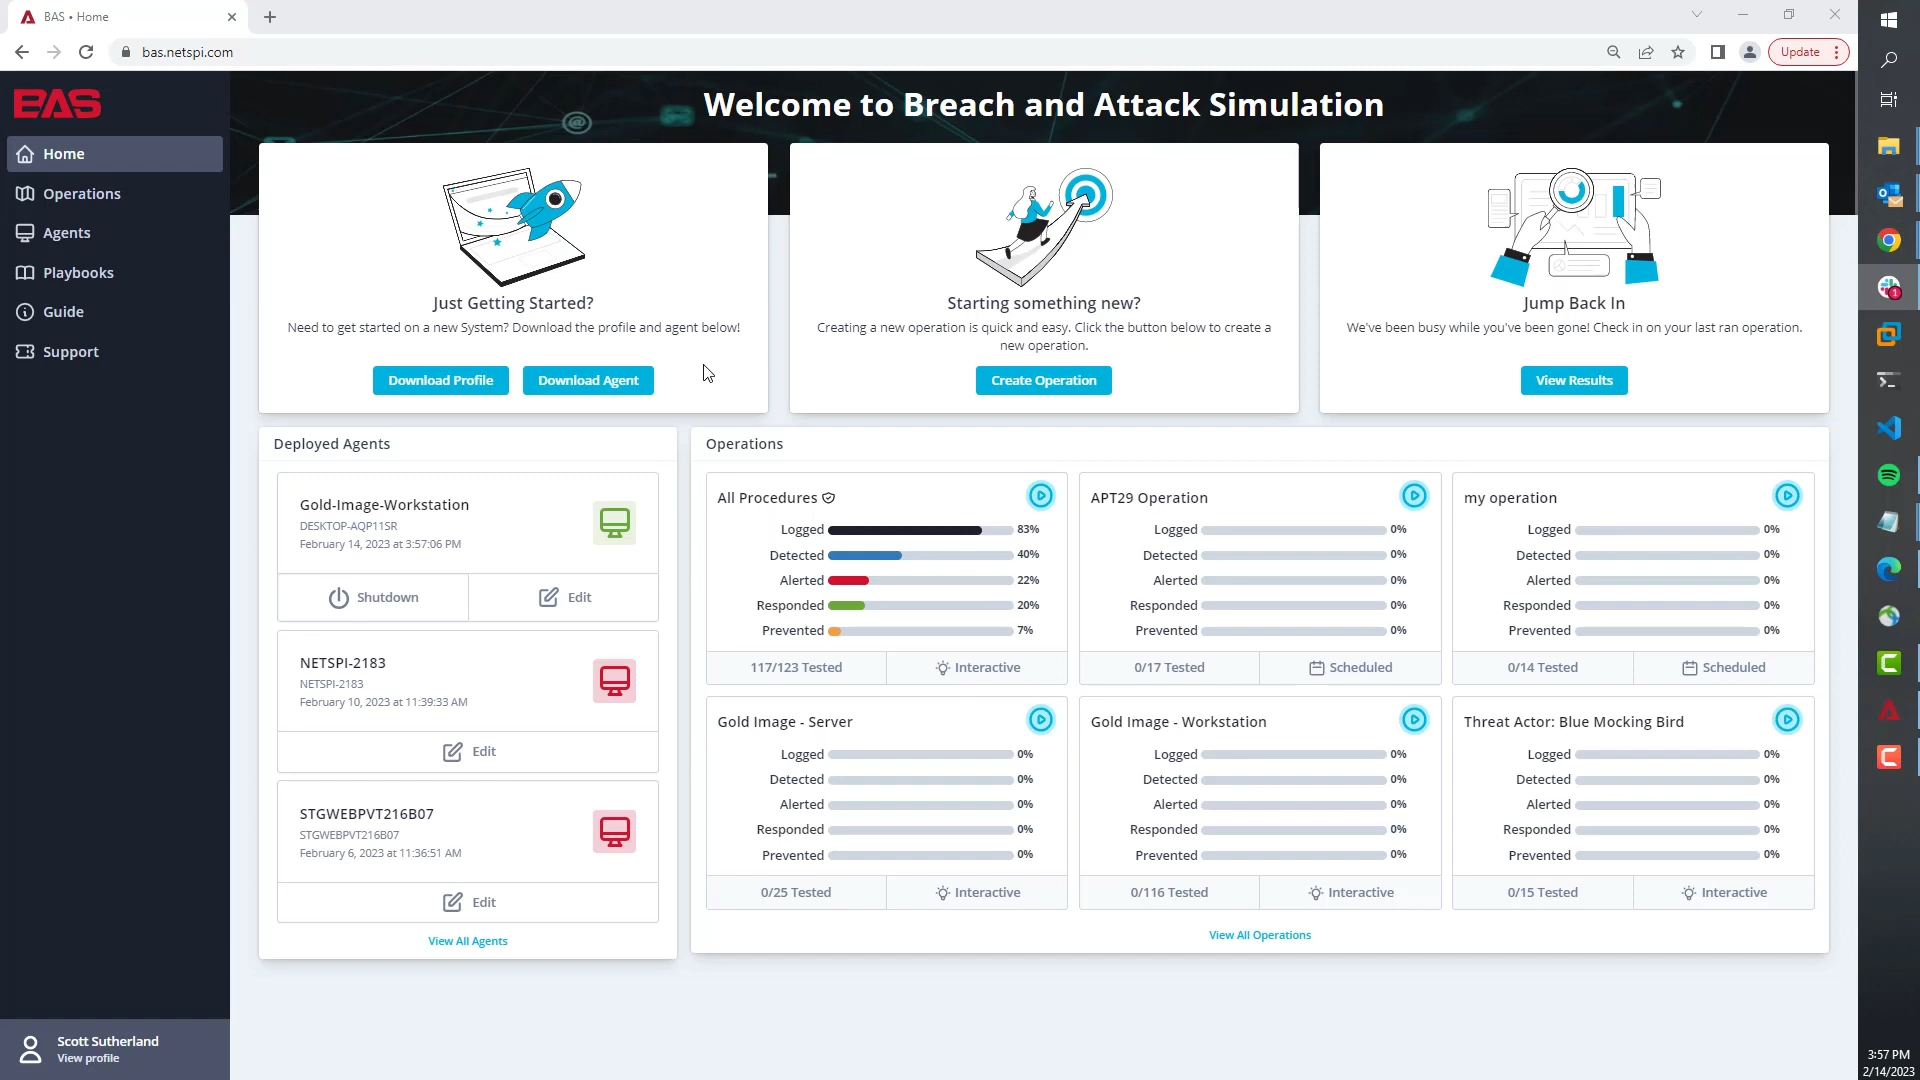 BAS • Home
bas.netspi.com
Update
BAS
Home
Operations
Agents
Playbooks
Guide
Support
Scott Sutherland
View profile
Welcome to Breach and Attack Simulation
Just Getting Started?
Need to get started on a new System? Download the profile and agent below!
Download Profile
Download Agent
Starting something new?
Creating a new operation is quick and easy. Click the button below to create a
new operation.
Create Operation
Jump Back In
We've been busy while you've been gone! Check in on your last ran operation.
View Results
Deployed Agents
Gold-Image-Workstation
DESKTOP-AQP11SR
February 14, 2023 at 3:57:06 PM
Shutdown
Edit
NETSPI-2183
NETSPI-2183
February 10, 2023 at 11:39:33 AM
Edit
STGWEBPVT216B07
STGWEBPVT216B07
February 6, 2023 at 11:36:51 AM
Edit
View All Agents
Operations
All Procedures
Logged 83%
Detected 40%
Alerted 22%
Responded 20%
Prevented 7%
117/123 Tested
Interactive
APT29 Operation
Logged 0%
Detected 0%
Alerted 0%
Responded 0%
Prevented 0%
0/17 Tested
Scheduled
my operation
Logged 0%
Detected 0%
Alerted 0%
Responded 0%
Prevented 0%
0/14 Tested
Scheduled
Gold Image - Server
Logged 0%
Detected 0%
Alerted 0%
Responded 0%
Prevented 0%
0/25 Tested
Interactive
Gold Image - Workstation
Logged 0%
Detected 0%
Alerted 0%
Responded 0%
Prevented 0%
0/116 Tested
Interactive
Threat Actor: Blue Mocking Bird
Logged 0%
Detected 0%
Alerted 0%
Responded 0%
Prevented 0%
0/15 Tested
Interactive
View All Operations
1
3:57 PM
2/14/2023